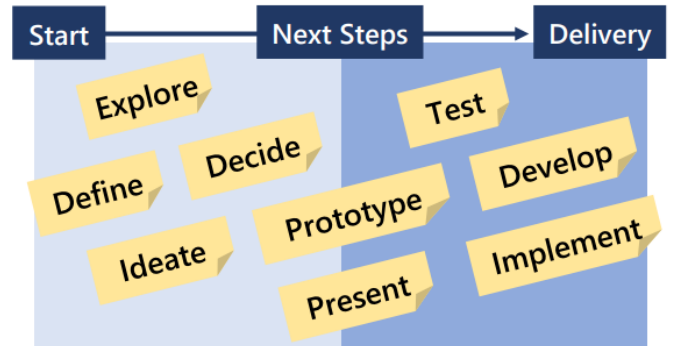 Start
Next Steps
Delivery
Explore
Test
Decide
Develop
Define
Prototype
Ideate
Implement
Present